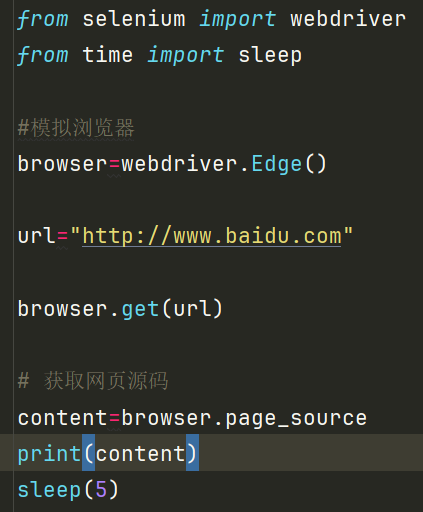 from selenium import webdriver
from time import sleep
#模拟浏览器
browser=webdriver.Edge()
url="http://www.baidu.com"
browser.get(url)
# 获取网页源码
content=browser.page_source
print(content)
sleep(5)